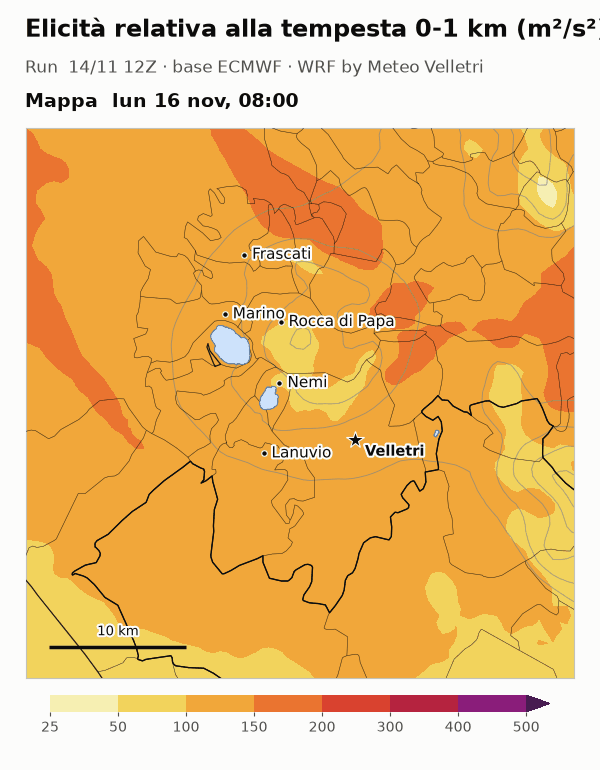 Elicità relativa alla tempesta 0-1 km (m²/s²)
Run 14/11 12Z · base ECMWF · WRF by Meteo Velletri
Mappa lun 16 nov, 08:00
Frascati
Marino
Rocca di Papa
Nemi
Velletri
Lanuvio
10 km
25 50 100 150 200 300 400 500